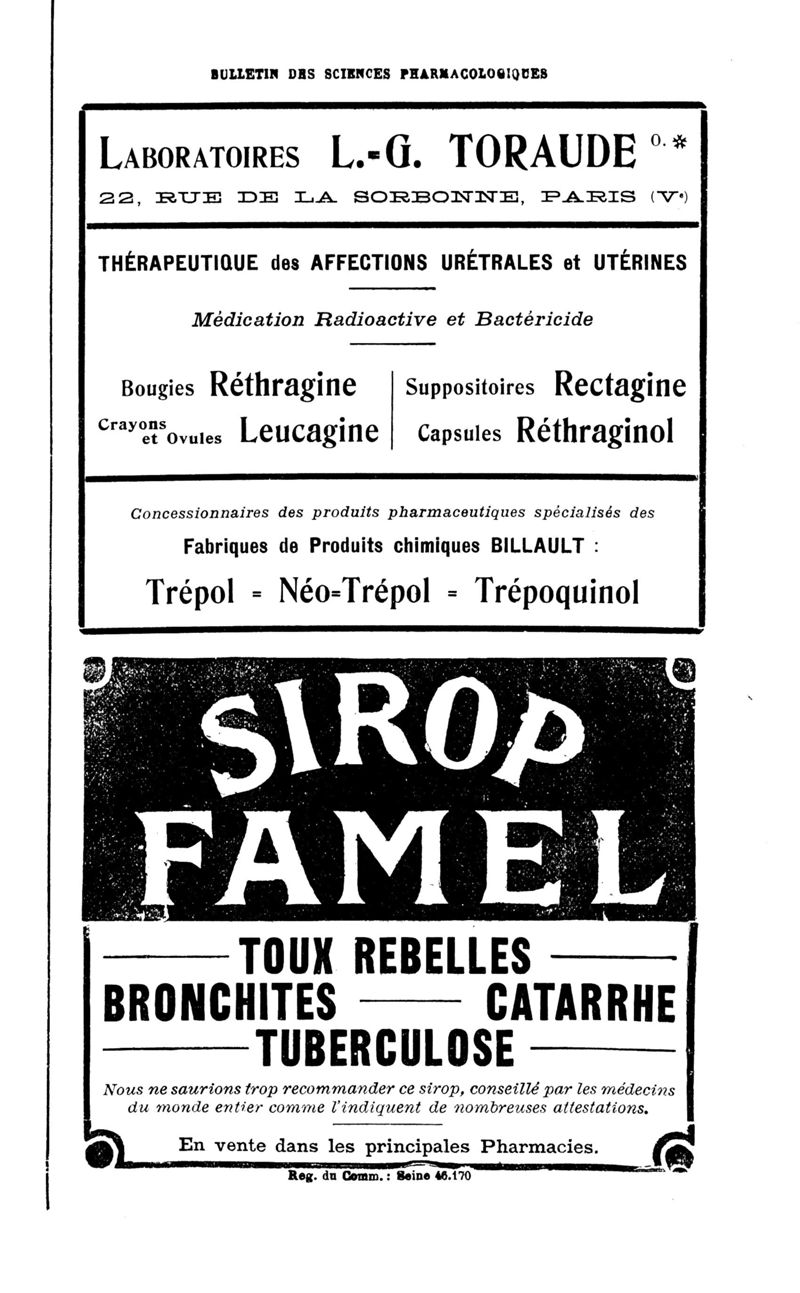 BULLETIN DES SCIENCES PHARMACOLOGIQUES
LABORATOIRES L.-G. TORAUDE O. *
22, RUE DE LA SORBONNE, PARIS (Vᵉ)
THÉRAPEUTIQUE des AFFECTIONS URÉTRALES et UTÉRINES
Médication Radioactive et Bactéricide
Bougies Réthragine
Crayons et Ovules Leucagine
Suppositoires Rectagine
Capsules Réthraginol
Concessionnaires des produits pharmaceutiques spécialisés des
Fabriques de Produits chimiques BILLAULT :
Trépol = Néo=Trépol = Trépoquinol
SIROP
FAMEL
TOUX REBELLES
BRONCHITES — CATARRHE
TUBERCULOSE
Nous ne saurions trop recommander ce sirop, conseillé par les médecins
du monde entier comme l'indiquent de nombreuses attestations.
En vente dans les principales Pharmacies.
Reg. du Comm. : Seine 46.170